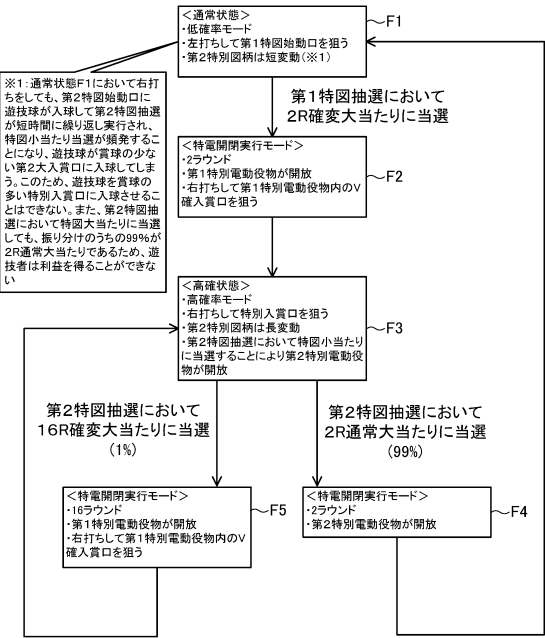 ＜通常状態＞
・低確率モード
・左打ちして第1特図始動口を狙う
・第2特別図柄は短変動(※1)
F1
※1：通常状態F1において右打
ちをしても、第2特図始動口に
遊技球が入球して第2特図抽選
が短時間に繰り返し実行され、
特図小当たり当選が頻発するこ
とになり、遊技球が賞球の少な
い第2大入賞口に入球してしま
う。このため、遊技球を賞球の
多い特別入賞口に入球させるこ
とはできない。また、第2特図抽
選において特図大当たりに当選
しても、振り分けのうちの99%が
2R通常大当たりであるため、遊
技者は利益を得ることができな
い
第1特図抽選において
2R確変大当たりに当選
＜特電開閉実行モード＞
・2ラウンド
・第1特別電動役物が開放
・右打ちして第1特別電動役物内のV
確入賞口を狙う
F2
＜高確状態＞
・高確率モード
・右打ちして特別入賞口を狙う
・第2特別図柄は長変動
・第2特図抽選において特図小当たり
に当選することにより第2特別電動役
物が開放
F3
第2特図抽選において
16R確変大当たりに当選
(1%)
第2特図抽選において
2R通常大当たりに当選
(99%)
＜特電開閉実行モード＞
・16ラウンド
・第1特別電動役物が開放
・右打ちして第1特別電動役物内のV
確入賞口を狙う
F5
＜特電開閉実行モード＞
・2ラウンド
・第2特別電動役物が開放
F4